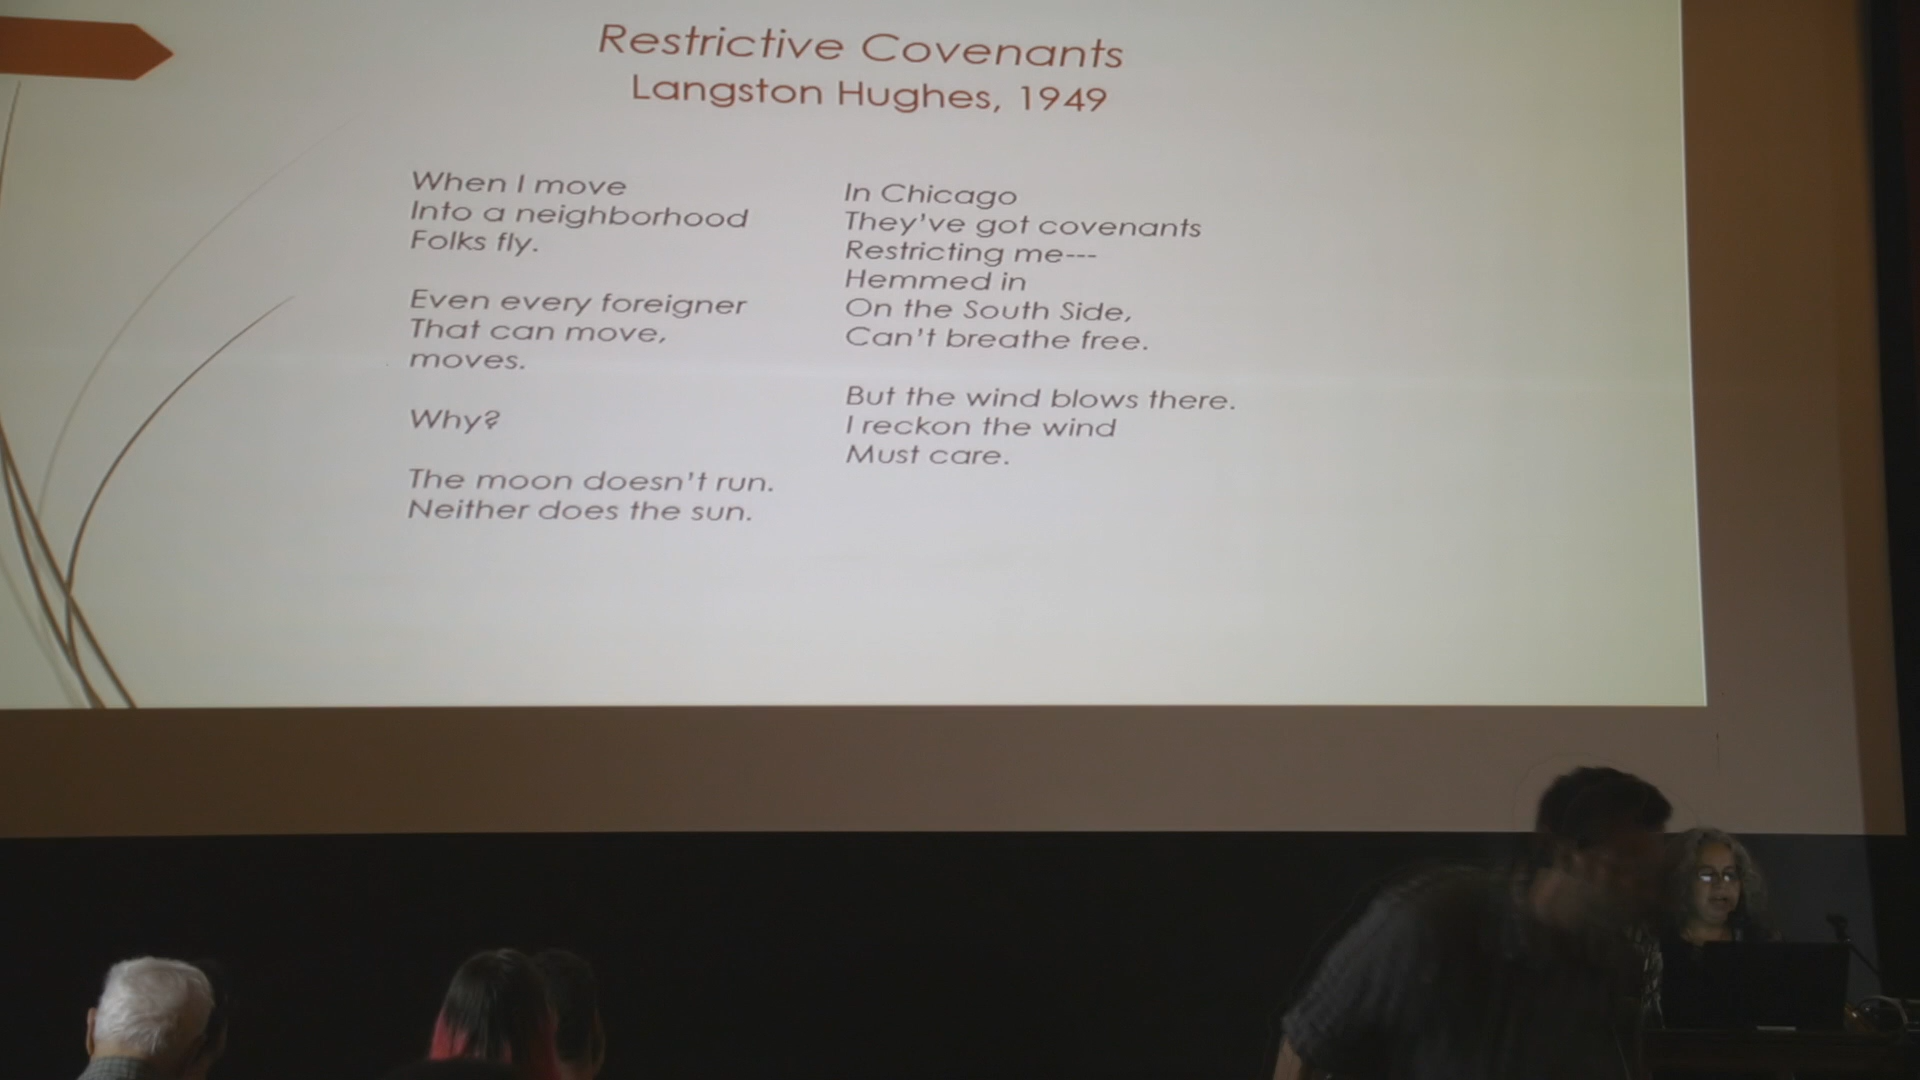 Restrictive Covenants
Langston Hughes, 1949
When I move
Into a neighborhood
Folks fly.
Even every foreigner
That can move,
moves.
Why?
The moon doesn't run.
Neither does the sun.
In Chicago
They've got covenants
Restricting me---
Hemmed in
On the South Side,
Can't breathe free.
But the wind blows there.
I reckon the wind
Must care.